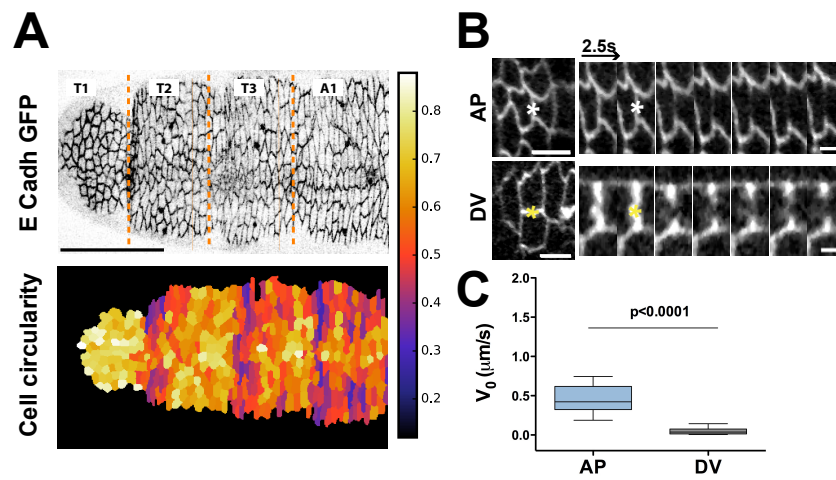 A
E Cadh GFP
T1
T2
T3
A1
Cell circularity
0.8
0.7
0.6
0.5
0.4
0.3
0.2
B
2.5s
AP
*
*
DV
*
*
C
V₀ (µm/s)
2.0
1.5
1.0
0.5
0.0
p<0.0001
AP
DV